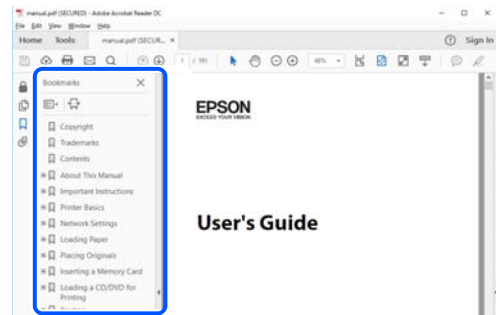 manual.pdf (SECURED) - Adobe Acrobat Reader DC
File Edit View Window Help
Home Tools manual.pdf (SECUR... × Sign In
Bookmarks
Copyright
Trademarks
Contents
About This Manual
Important Instructions
Printer Basics
Network Settings
Loading Paper
Placing Originals
Inserting a Memory Card
Loading a CD/DVD for
Printing
EPSON
EXCEED YOUR VISION
User's Guide